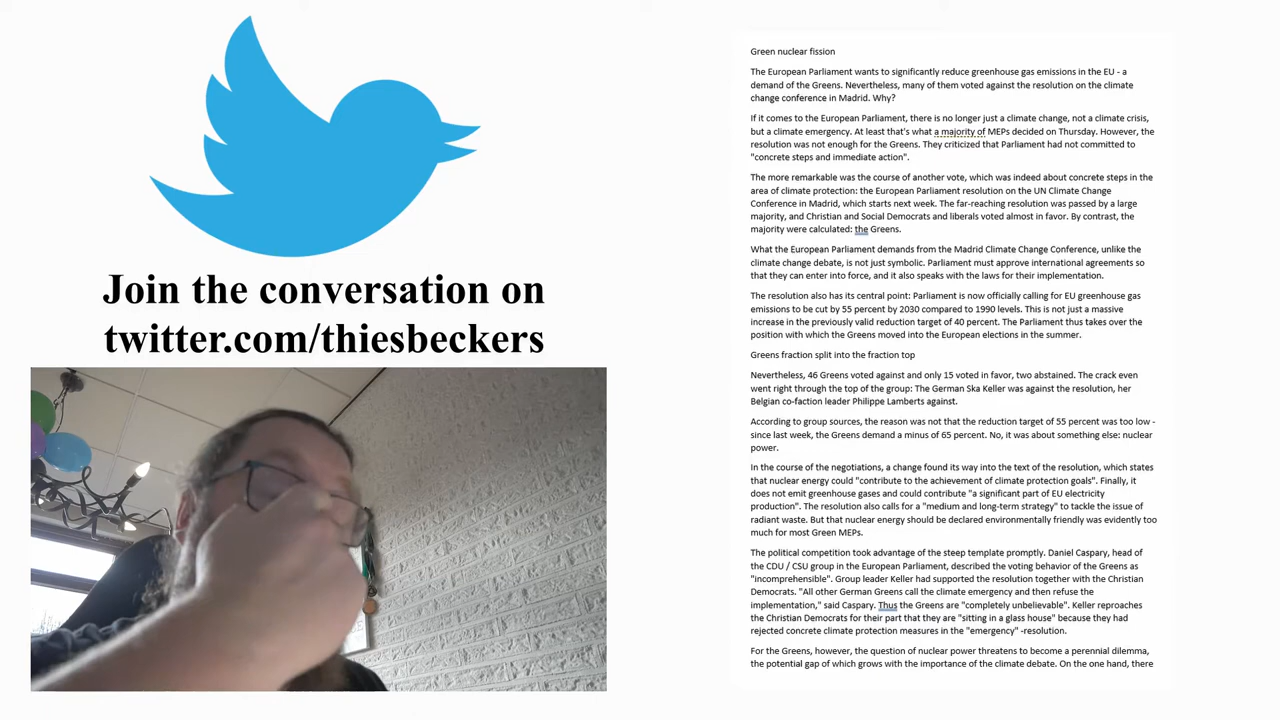 Join the conversation on
twitter.com/thiesbeckers
Green nuclear fission
The European Parliament wants to significantly reduce greenhouse gas emissions in the EU - a
demand of the Greens. Nevertheless, many of them voted against the resolution on the climate
change conference in Madrid. Why?
If it comes to the European Parliament, there is no longer just a climate change, not a climate crisis,
but a climate emergency. At least that's what a majority of MEPs decided on Thursday. However, the
resolution was not enough for the Greens. They criticized that Parliament had not committed to
"concrete steps and immediate action".
The more remarkable was the course of another vote, which was indeed about concrete steps in the
area of climate protection: the European Parliament resolution on the UN Climate Change
Conference in Madrid, which starts next week. The far-reaching resolution was passed by a large
majority, and Christian and Social Democrats and liberals voted almost in favor. By contrast, the
majority were calculated: the Greens.
What the European Parliament demands from the Madrid Climate Change Conference, unlike the
climate change debate, is not just symbolic. Parliament must approve international agreements so
that they can enter into force, and it also speaks with the laws for their implementation.
The resolution also has its central point: Parliament is now officially calling for EU greenhouse gas
emissions to be cut by 55 percent by 2030 compared to 1990 levels. This is not just a massive
increase in the previously valid reduction target of 40 percent. The Parliament thus takes over the
position with which the Greens moved into the European elections in the summer.
Greens fraction split into the fraction top
Nevertheless, 46 Greens voted against and only 15 voted in favor, two abstained. The crack even
went right through the top of the group: The German Ska Keller was against the resolution, her
Belgian co-faction leader Philippe Lamberts against.
According to group sources, the reason was not that the reduction target of 55 percent was too low -
since last week, the Greens demand a minus of 65 percent. No, it was about something else: nuclear
power.
In the course of the negotiations, a change found its way into the text of the resolution, which states
that nuclear energy could "contribute to the achievement of climate protection goals". Finally, it
does not emit greenhouse gases and could contribute "a significant part of EU electricity
production". The resolution also calls for a "medium and long-term strategy" to tackle the issue of
radiant waste. But that nuclear energy should be declared environmentally friendly was evidently too
much for most Green MEPs.
The political competition took advantage of the steep template promptly. Daniel Caspary, head of
the CDU / CSU group in the European Parliament, described the voting behavior of the Greens as
"incomprehensible". Group leader Keller had supported the resolution together with the Christian
Democrats. "All other German Greens call the climate emergency and then refuse the
implementation," said Caspary. Thus the Greens are "completely unbelievable". Keller reproaches
the Christian Democrats for their part that they are "sitting in a glass house" because they had
rejected concrete climate protection measures in the "emergency" -resolution.
For the Greens, however, the question of nuclear power threatens to become a perennial dilemma,
the potential gap of which grows with the importance of the climate debate. On the one hand, there